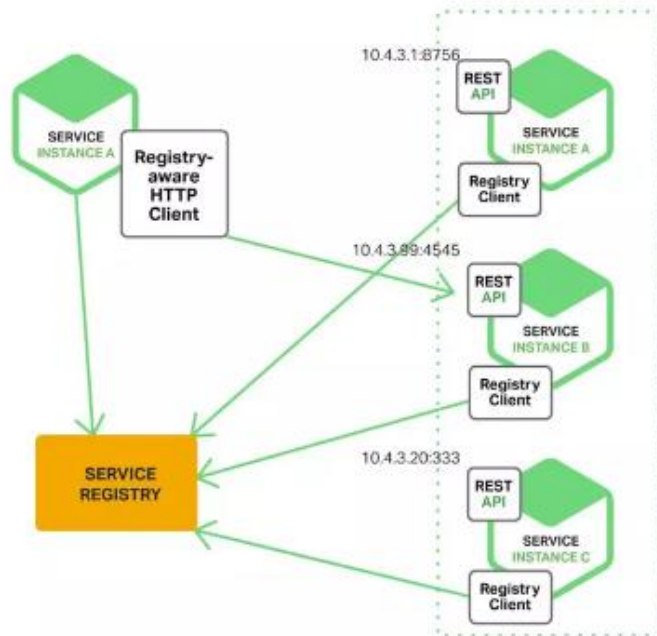 SERVICE
INSTANCE A
Registry-
aware
HTTP
Client
SERVICE
REGISTRY
10.4.3.1:8756
REST
API
SERVICE
INSTANCE A
Registry
Client
10.4.3.99:4545
REST
API
SERVICE
INSTANCE B
Registry
Client
10.4.3.20:333
REST
API
SERVICE
INSTANCE C
Registry
Client